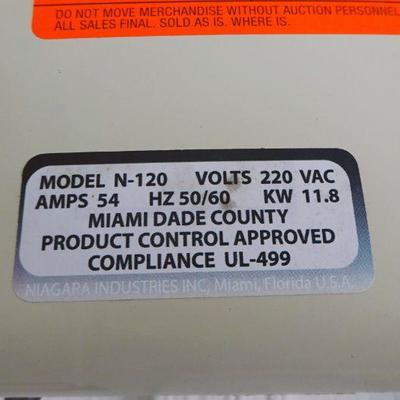 DO NOT MOVE MERCHANDISE WITHOUT AUCTION PERSONNEL
ALL SALES FINAL. SOLD AS IS. WHERE IS.
MODEL N-120 VOLTS 220 VAC
AMPS 54 HZ 50/60 KW 11.8
MIAMI DADE COUNTY
PRODUCT CONTROL APPROVED
COMPLIANCE UL-499
NIAGARA INDUSTRIES INC, Miami, Florida U.S.A.